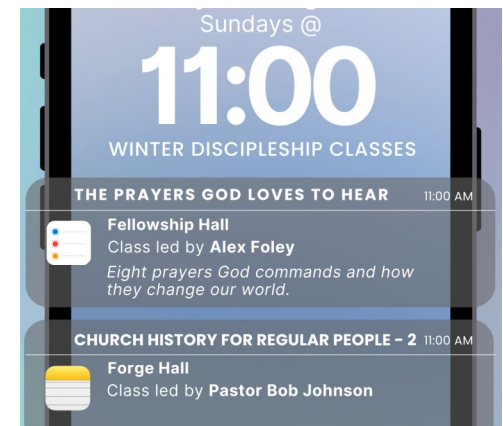 Sundays @
11:00
WINTER DISCIPLESHIP CLASSES
THE PRAYERS GOD LOVES TO HEAR 11:00 AM
Fellowship Hall
Class led by Alex Foley
Eight prayers God commands and how
they change our world.
CHURCH HISTORY FOR REGULAR PEOPLE – 2 11:00 AM
Forge Hall
Class led by Pastor Bob Johnson